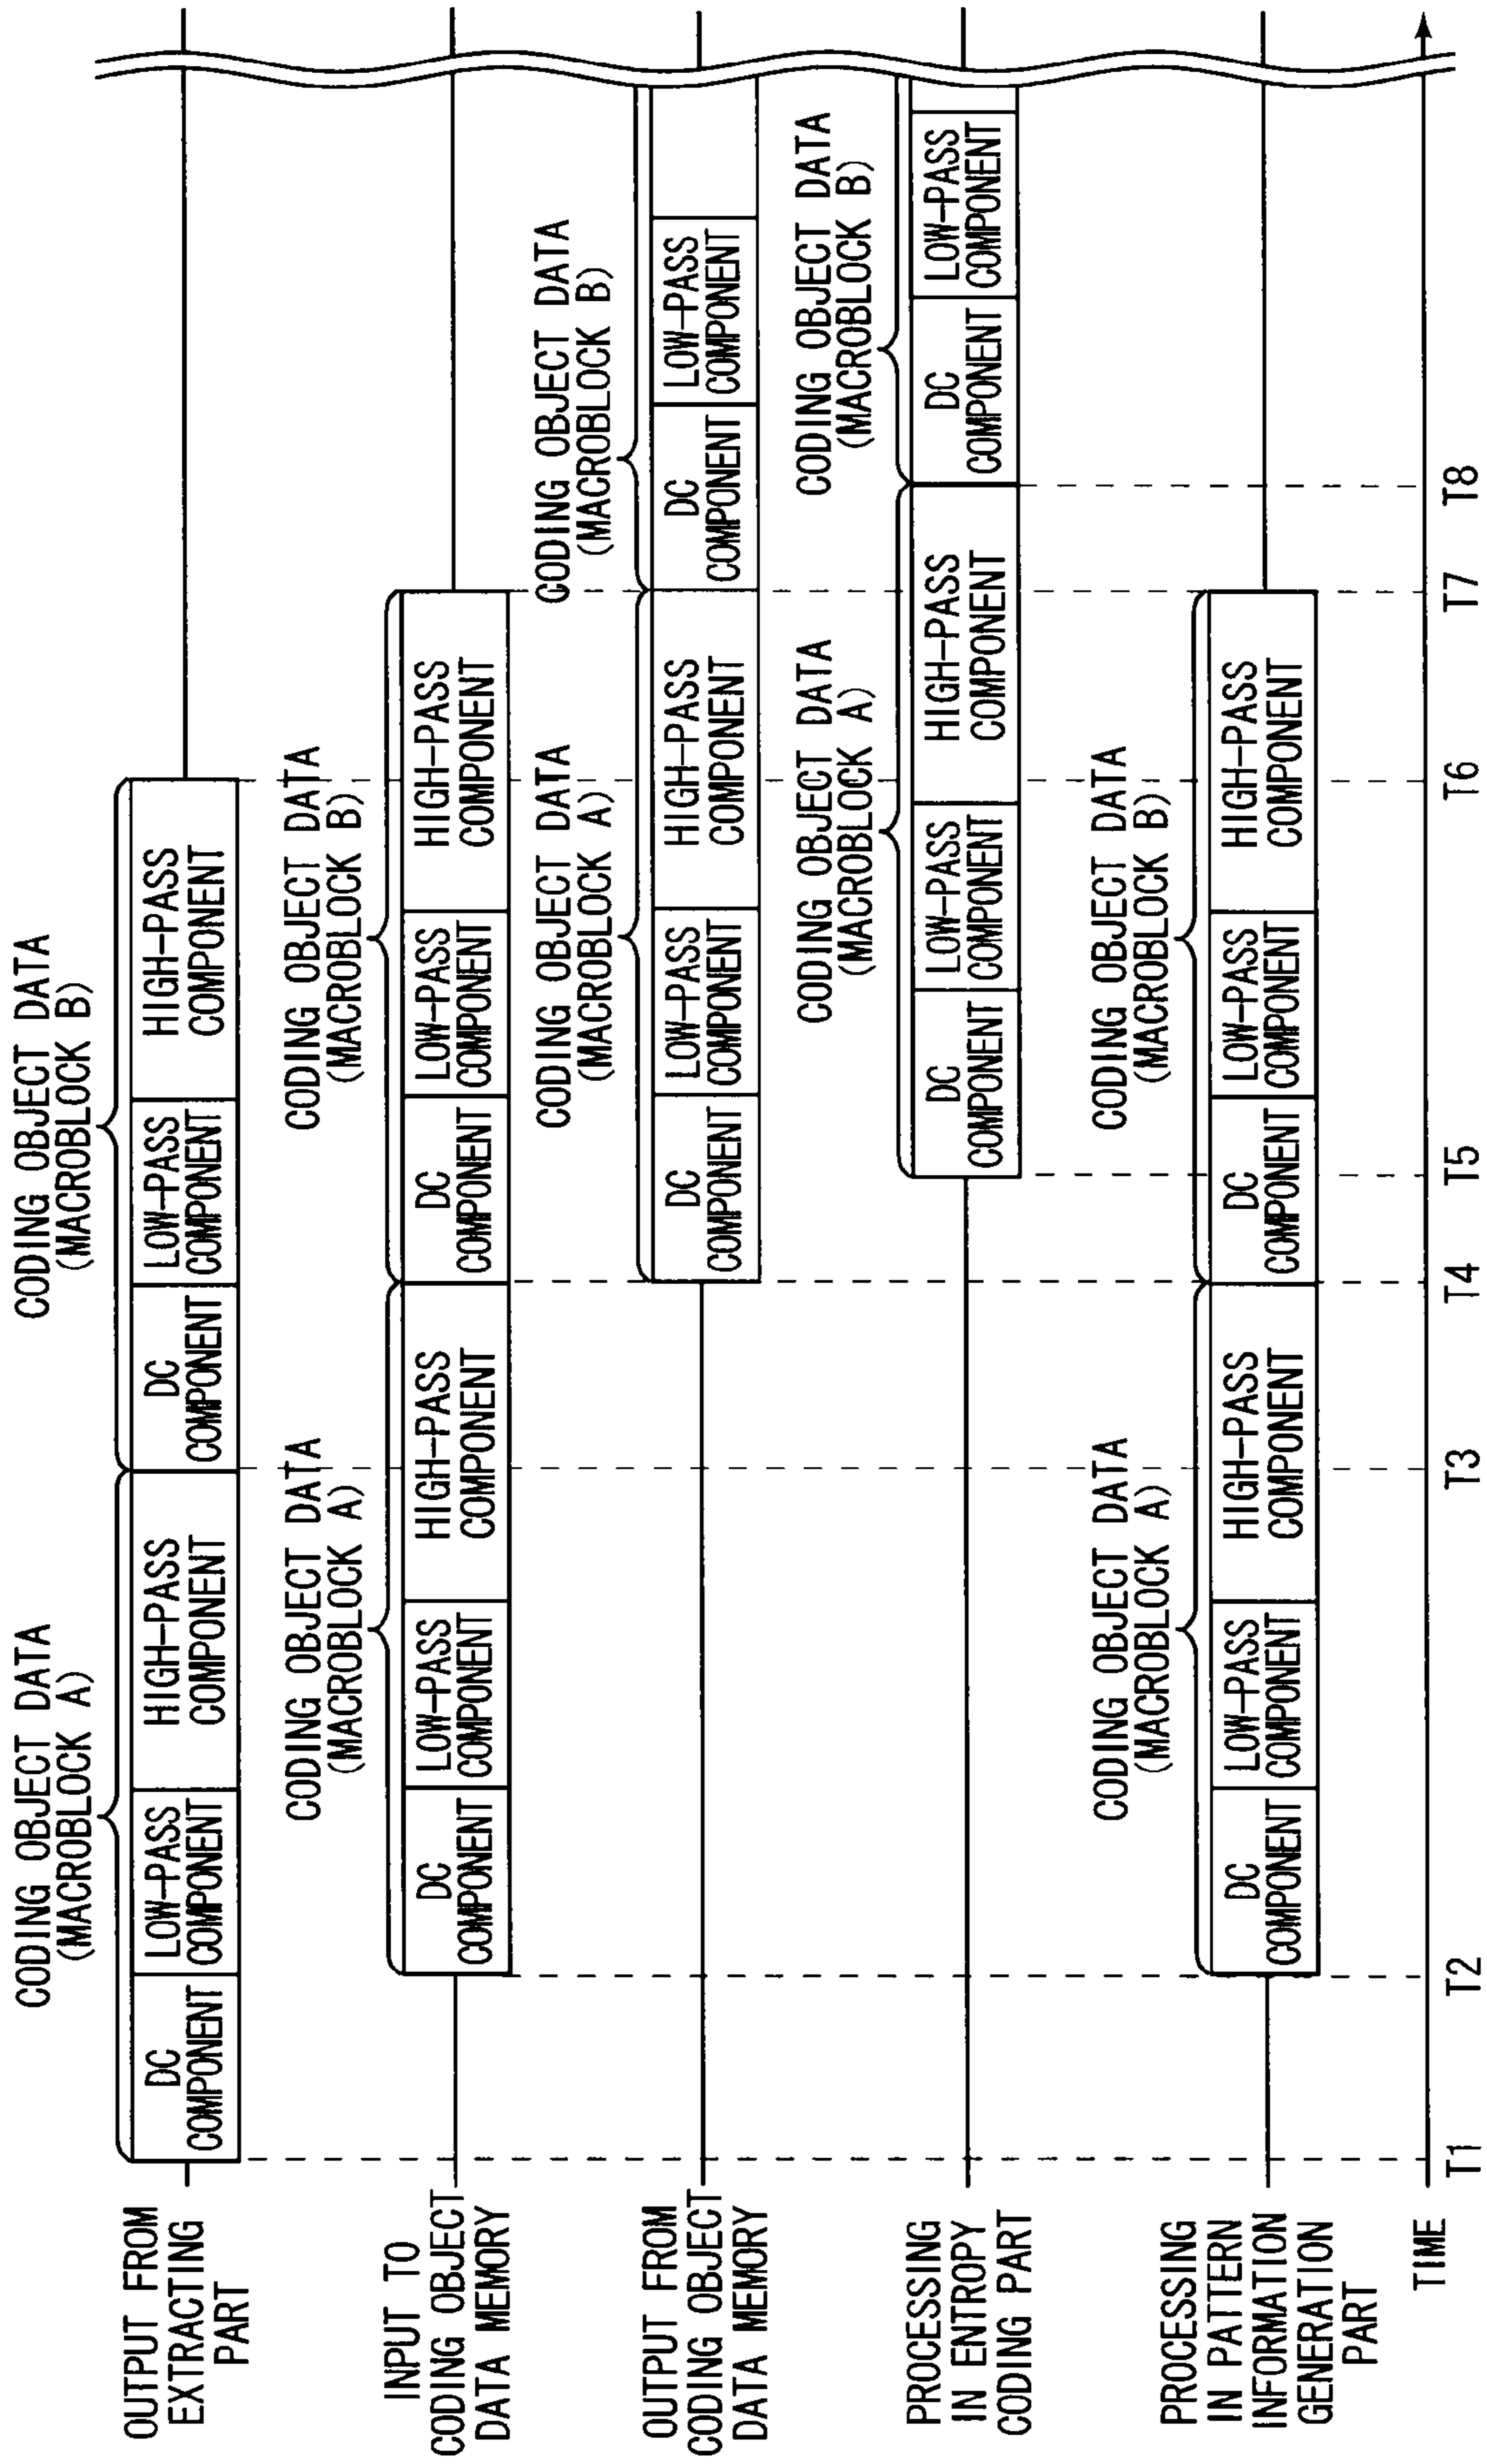 OUTPUT FROM
EXTRACTING
PART
CODING OBJECT DATA
(MACROBLOCK A)
DC
COMPONENT
LOW-PASS
COMPONENT
HIGH-PASS
COMPONENT
CODING OBJECT DATA
(MACROBLOCK B)
DC
COMPONENT
LOW-PASS
COMPONENT
HIGH-PASS
COMPONENT
INPUT TO
CODING OBJECT
DATA MEMORY
CODING OBJECT DATA
(MACROBLOCK A)
DC
COMPONENT
LOW-PASS
COMPONENT
HIGH-PASS
COMPONENT
CODING OBJECT DATA
(MACROBLOCK B)
DC
COMPONENT
LOW-PASS
COMPONENT
HIGH-PASS
COMPONENT
OUTPUT FROM
CODING OBJECT
DATA MEMORY
CODING OBJECT DATA
(MACROBLOCK A)
DC
COMPONENT
LOW-PASS
COMPONENT
HIGH-PASS
COMPONENT
CODING OBJECT DATA
(MACROBLOCK B)
DC
COMPONENT
LOW-PASS
COMPONENT
PROCESSING
IN ENTROPY
CODING PART
CODING OBJECT DATA
(MACROBLOCK A)
DC
COMPONENT
LOW-PASS
COMPONENT
HIGH-PASS
COMPONENT
CODING OBJECT DATA
(MACROBLOCK B)
DC
COMPONENT
LOW-PASS
COMPONENT
PROCESSING
IN PATTERN
INFORMATION
GENERATION
PART
CODING OBJECT DATA
(MACROBLOCK A)
DC
COMPONENT
LOW-PASS
COMPONENT
HIGH-PASS
COMPONENT
CODING OBJECT DATA
(MACROBLOCK B)
DC
COMPONENT
LOW-PASS
COMPONENT
HIGH-PASS
COMPONENT
TIME
T1
T2
T3
T4
T5
T6
T7
T8